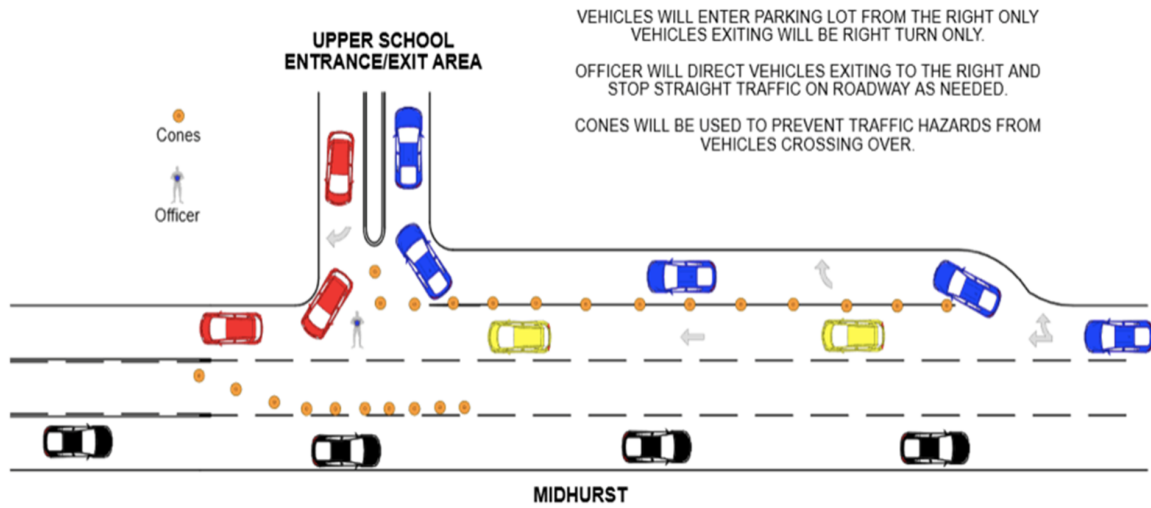 VEHICLES WILL ENTER PARKING LOT FROM THE RIGHT ONLY
VEHICLES EXITING WILL BE RIGHT TURN ONLY.
OFFICER WILL DIRECT VEHICLES EXITING TO THE RIGHT AND
STOP STRAIGHT TRAFFIC ON ROADWAY AS NEEDED.
CONES WILL BE USED TO PREVENT TRAFFIC HAZARDS FROM
VEHICLES CROSSING OVER.
UPPER SCHOOL
ENTRANCE/EXIT AREA
Cones
Officer
MIDHURST